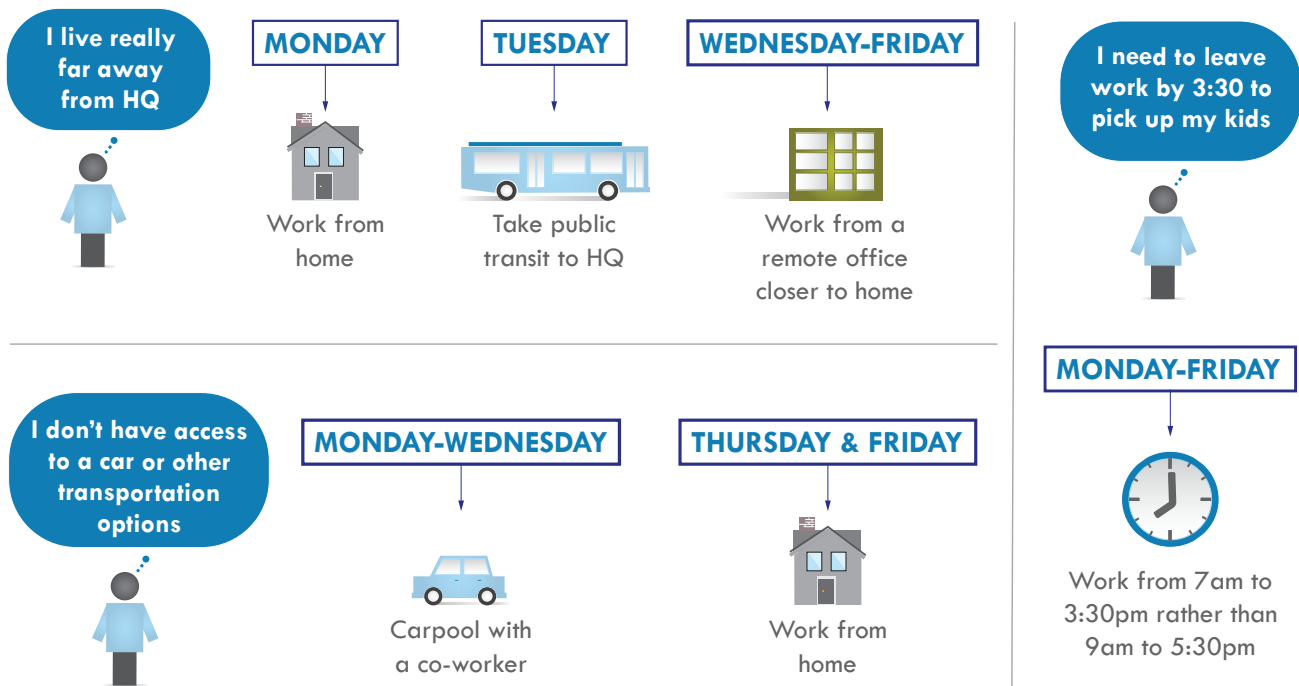 I live really
far away
from HQ
MONDAY
Work from
home
TUESDAY
Take public
transit to HQ
WEDNESDAY-FRIDAY
Work from a
remote office
closer to home
I don't have access
to a car or other
transportation
options
MONDAY-WEDNESDAY
Carpool with
a co-worker
THURSDAY & FRIDAY
Work from
home
I need to leave
work by 3:30 to
pick up my kids
MONDAY-FRIDAY
Work from 7am to
3:30pm rather than
9am to 5:30pm